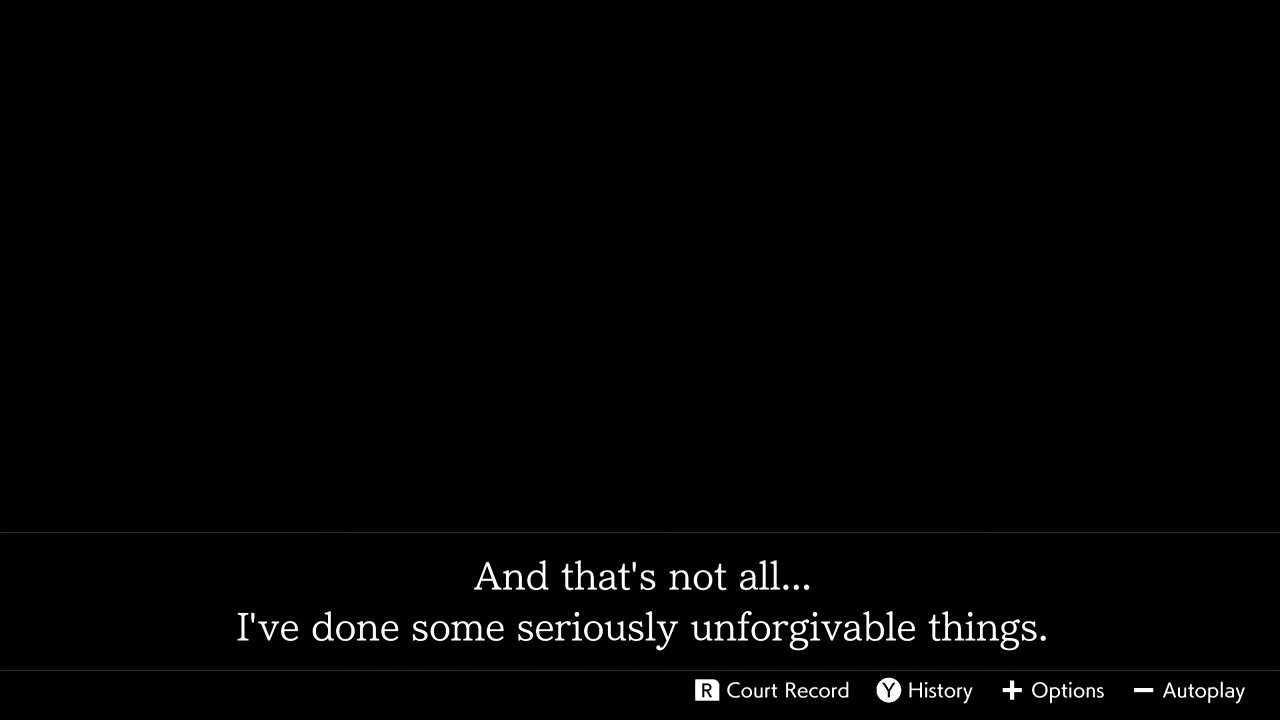 And that's not all...
I've done some seriously unforgivable things.
R Court Record Y History + Options − Autoplay